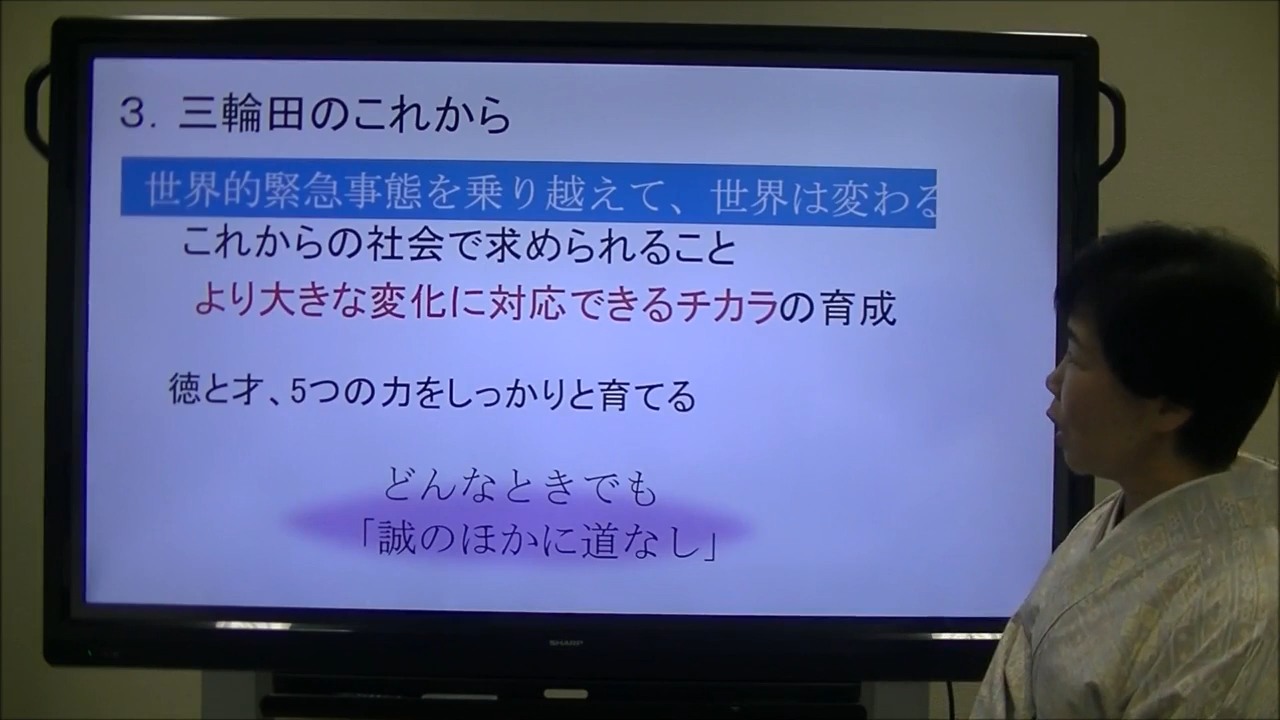 ３．三輪田のこれから
世界的緊急事態を乗り越えて、世界は変わる
これからの社会で求められること
より大きな変化に対応できるチカラの育成
徳と才、5つの力をしっかりと育てる
どんなときでも
「誠のほかに道なし」
SHARP